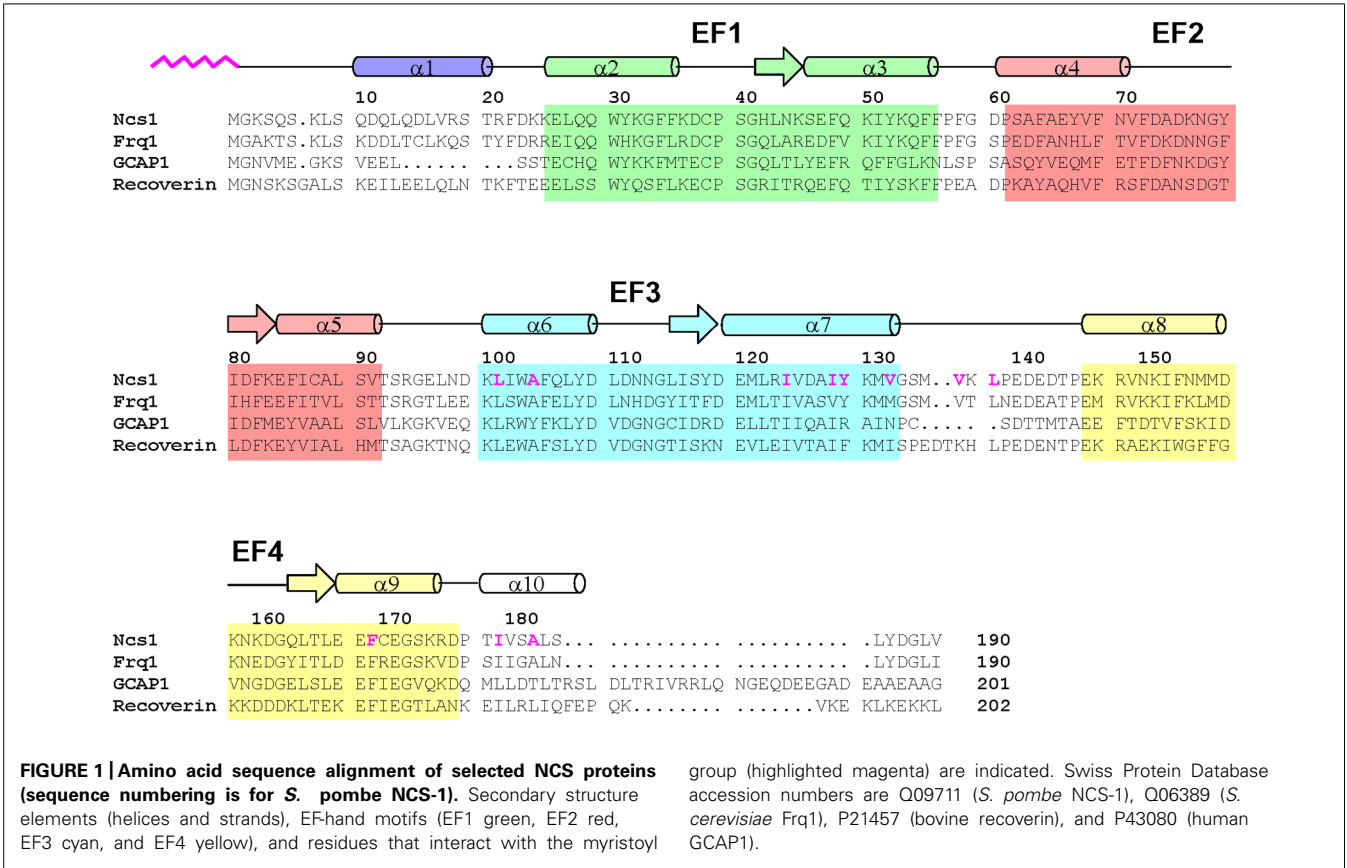 EF1
EF2
α1 α2 α3 α4
10 20 30 40 50 60 70
Ncs1 MGKSQS.KLS QDQLQDLVRS TRFDKKELQQ WYKGFFKDCP SGHLNKSEFQ KIYKQFFPFG DPSAFAEYVF NVFDADKNGY
Frq1 MGAKTS.KLS KDDLTCLKQS TYFDRREIQQ WHKGFLRDCP SGQLAREDFV KIYKQFFPFG SPEDFANHLF TVFDKDNNGF
GCAP1 MGNVME.GKS VEEL...... ..SSTECHQW YKKFMTECP SGQLTLYEFR QFFGLKNLSP SASQYVEQMF ETFDFNKDGY
Recoverin MGNSKSGALS KEILEELQLN TKFTEEELSS WYQSFLKECP SGRITRQEFQ TIYSKFFPEA DPKAYAQHVF RSFDANSDGT
EF3
α5 α6 α7 α8
80 90 100 110 120 130 140 150
Ncs1 IDFKEFICAL SVTSRGELND KLIWAFQLYD LDNNGLISYD EMLRIVDAIY KMVGSM..VK LPEDEDTPEK RVNKIFNMMD
Frq1 IHFEEFITVL STTSRGTLEE KLSWAFELYD LNHDGYITFD EMLTIVASVY KMMGSM..VT LNEDEATPEM RVKKIFKLMD
GCAP1 IDFMEYVAAL SLVLKGKVEQ KLRWYFKLYD VDGNGCIDRD ELLTIIQAIR AINPC..... .SDTTMTAEE FTDTVFSKID
Recoverin LDFKEYVIAL HMTSAGKTNQ KLEWAFSLYD VDGNGTISKN EVLEIVTAIF KMISPEDTKH LPEDENTPEK RAEKIWGFFG
EF4
α9 α10
160 170 180
Ncs1 KNKDGQLTLE EFCEGSKRDP TIVSALS... .......... .....LYDGLV 190
Frq1 KNEDGYITLD EFREGSKVDP SIIGALN... .......... .....LYDGLI 190
GCAP1 VNGDGELSLE EFIEGVQKDQ MLLDTLTRSL DLTRIVRRLQ NGEQDEEGAD EAAEAAG 201
Recoverin KKDDDKLTEK EFIEGTLANK EILRLIQFEP QK........ .......VKE KLKEKKL 202
FIGURE 1 | Amino acid sequence alignment of selected NCS proteins
(sequence numbering is for S. pombe NCS-1). Secondary structure
elements (helices and strands), EF-hand motifs (EF1 green, EF2 red,
EF3 cyan, and EF4 yellow), and residues that interact with the myristoyl
group (highlighted magenta) are indicated. Swiss Protein Database
accession numbers are Q09711 (S. pombe NCS-1), Q06389 (S.
cerevisiae Frq1), P21457 (bovine recoverin), and P43080 (human
GCAP1).